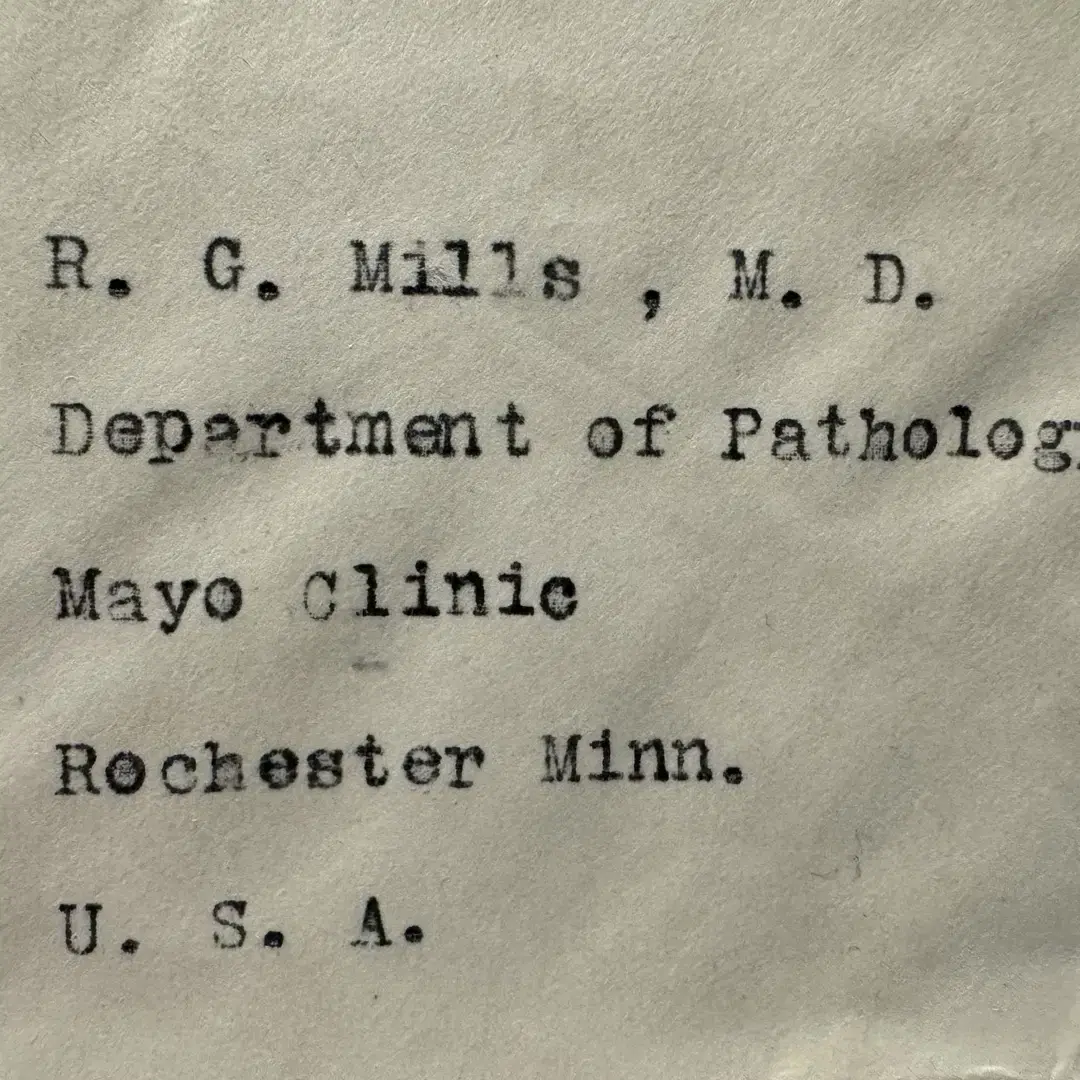 R. G. Mills , M. D.
Department of Patholog
Mayo Clinic
Rochester Minn.
U. S. A.